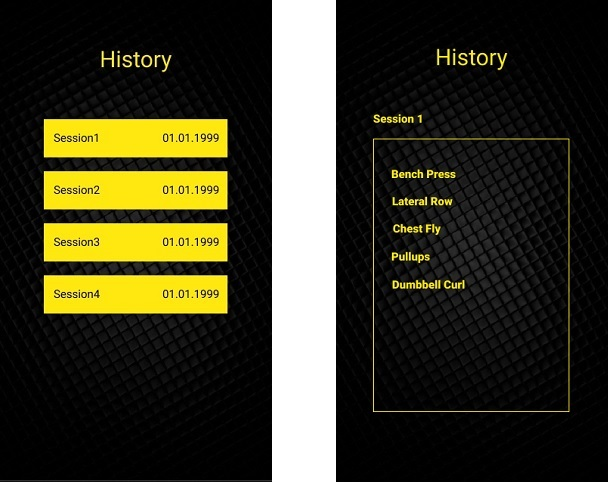 History
Session1 01.01.1999
Session2 01.01.1999
Session3 01.01.1999
Session4 01.01.1999
History
Session 1
Bench Press
Lateral Row
Chest Fly
Pullups
Dumbbell Curl